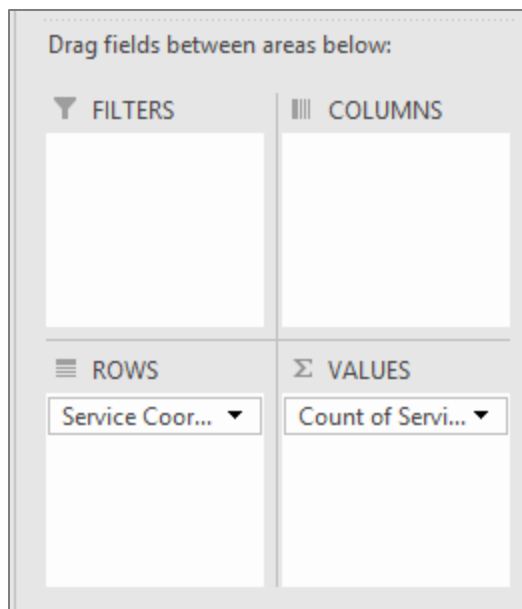 Drag fields between areas below:
FILTERS
COLUMNS
ROWS
Σ VALUES
Service Coor...
Count of Servi...